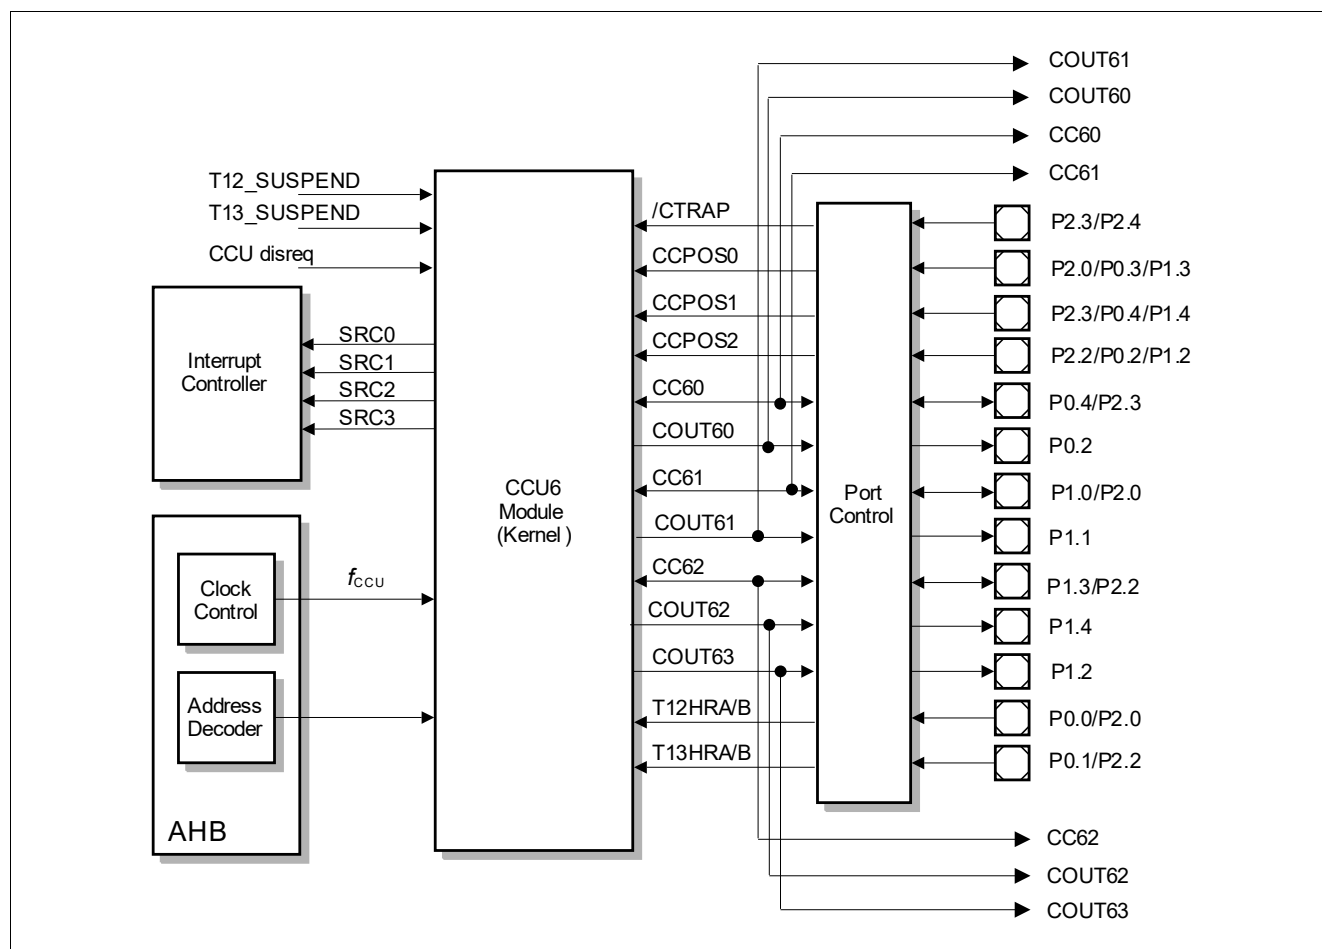 COUT61
COUT60
CC60
CC61
T12_SUSPEND
T13_SUSPEND
CCU disreq
Interrupt
Controller
SRC0
SRC1
SRC2
SRC3
Clock
Control
fCCU
Address
Decoder
AHB
CCU6
Module
(Kernel )
/CTRAP
CCPOS0
CCPOS1
CCPOS2
CC60
COUT60
CC61
COUT61
CC62
COUT62
COUT63
T12HRA/B
T13HRA/B
Port
Control
P2.3/P2.4
P2.0/P0.3/P1.3
P2.3/P0.4/P1.4
P2.2/P0.2/P1.2
P0.4/P2.3
P0.2
P1.0/P2.0
P1.1
P1.3/P2.2
P1.4
P1.2
P0.0/P2.0
P0.1/P2.2
CC62
COUT62
COUT63